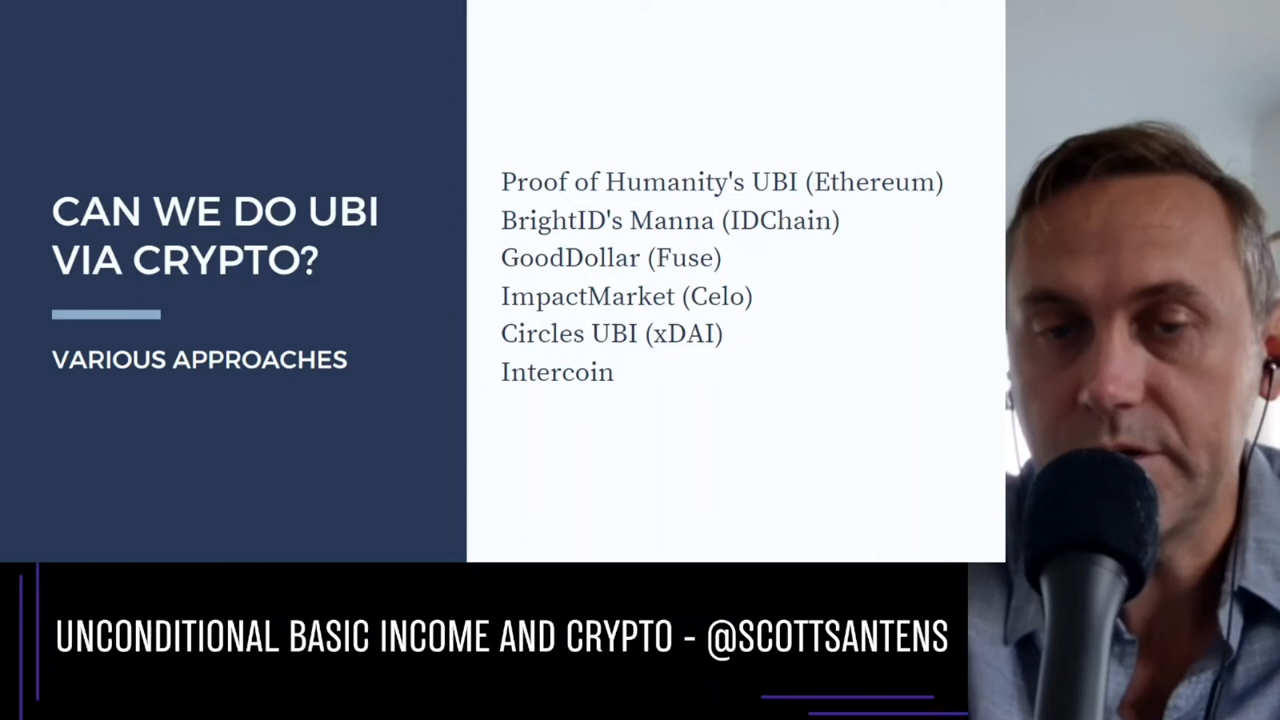 CAN WE DO UBI
VIA CRYPTO?
VARIOUS APPROACHES
Proof of Humanity's UBI (Ethereum)
BrightID's Manna (IDChain)
GoodDollar (Fuse)
ImpactMarket (Celo)
Circles UBI (xDAI)
Intercoin
UNCONDITIONAL BASIC INCOME AND CRYPTO - @SCOTTSANTENS